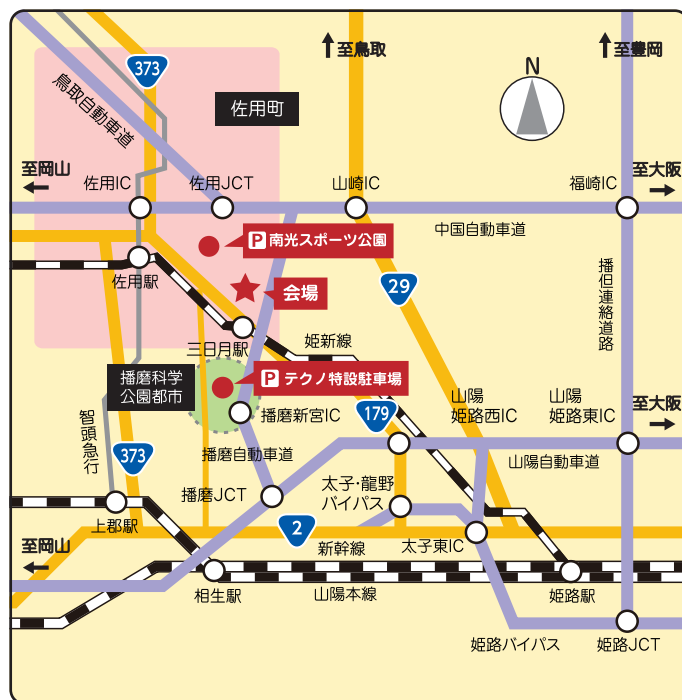 至鳥取
至豊岡
373
N
鳥取自動車道
佐用町
至岡山
佐用IC
佐用JCT
山崎IC
福崎IC
至大阪
中国自動車道
P 南光スポーツ公園
佐用駅
会場
29
播但連絡道路
三日月駅
姫新線
播磨科学
公園都市
P テクノ特設駐車場
山陽
姫路西IC
山陽
姫路東IC
至大阪
智頭急行
播磨新宮IC
179
373
播磨自動車道
山陽自動車道
播磨JCT
太子・龍野
バイパス
上郡駅
2
至岡山
新幹線
太子東IC
相生駅
山陽本線
姫路駅
姫路バイパス
姫路JCT